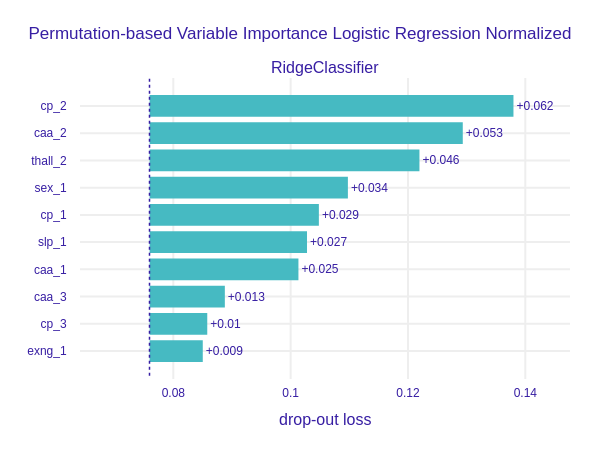 Permutation-based Variable Importance Logistic Regression Normalized
RidgeClassifier
cp_2 +0.062
caa_2 +0.053
thall_2 +0.046
sex_1 +0.034
cp_1 +0.029
slp_1 +0.027
caa_1 +0.025
caa_3 +0.013
cp_3 +0.01
exng_1 +0.009
0.08 0.1 0.12 0.14
drop-out loss